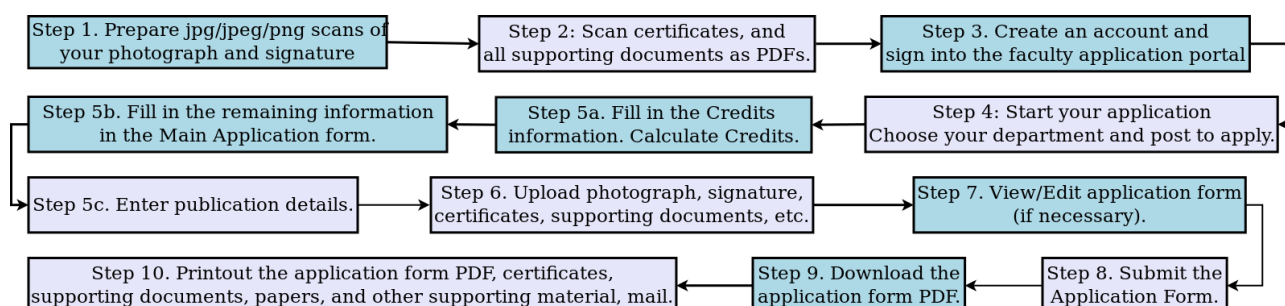 Step 1. Prepare jpg/jpeg/png scans of
your photograph and signature
Step 2: Scan certificates, and
all supporting documents as PDFs.
Step 3. Create an account and
sign into the faculty application portal
Step 4: Start your application
Choose your department and post to apply.
Step 5a. Fill in the Credits
information. Calculate Credits.
Step 5b. Fill in the remaining information
in the Main Application form.
Step 5c. Enter publication details.
Step 6. Upload photograph, signature,
certificates, supporting documents, etc.
Step 7. View/Edit application form
(if necessary).
Step 8. Submit the
Application Form.
Step 9. Download the
application form PDF.
Step 10. Printout the application form PDF, certificates,
supporting documents, papers, and other supporting material, mail.